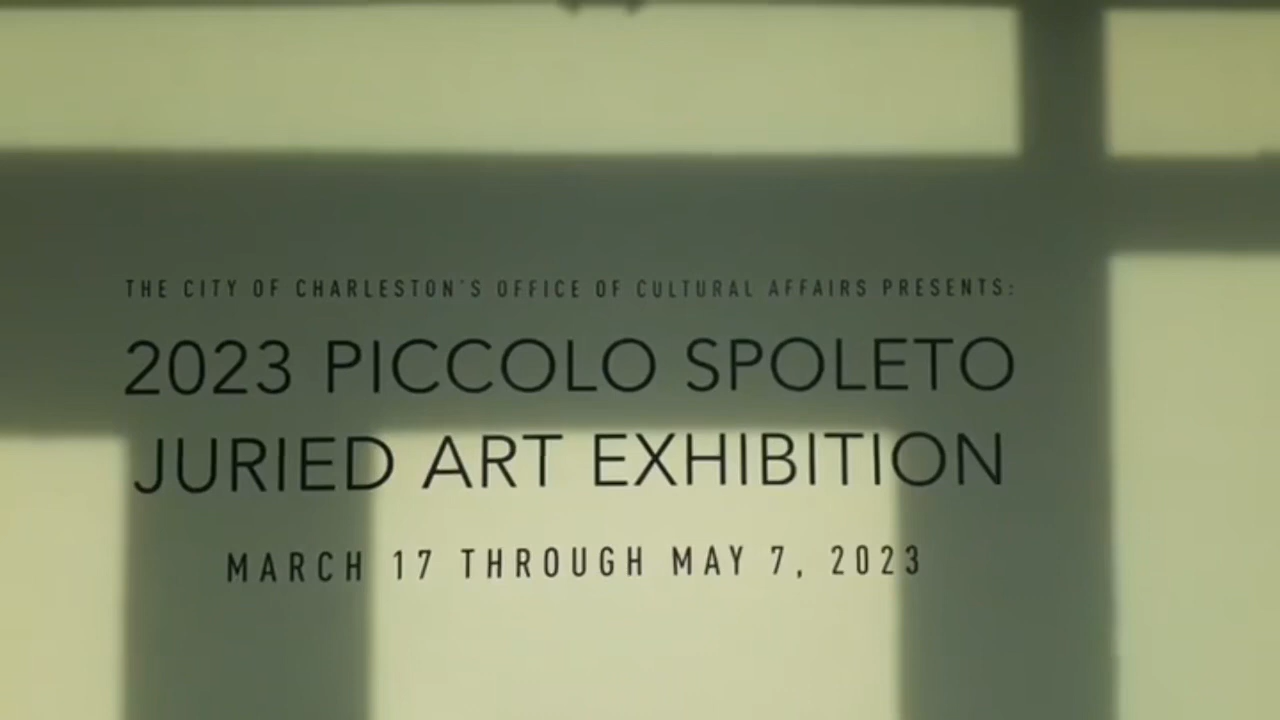 THE CITY OF CHARLESTON'S OFFICE OF CULTURAL AFFAIRS PRESENTS:
2023 PICCOLO SPOLETO
JURIED ART EXHIBITION
MARCH 17 THROUGH MAY 7, 2023